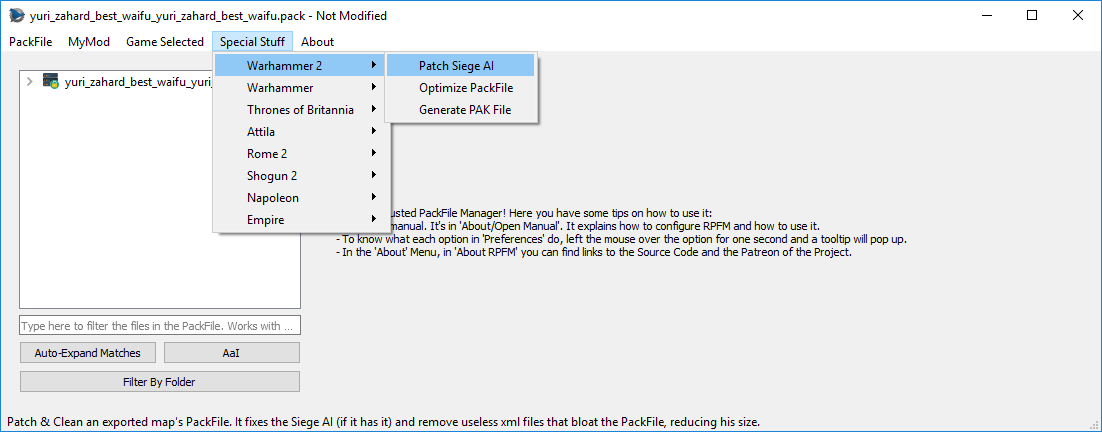 yuri_zahard_best_waifu_yuri_zahard_best_waifu.pack - Not Modified
PackFile MyMod Game Selected Special Stuff About
Warhammer 2
Warhammer
Thrones of Britannia
Attila
Rome 2
Shogun 2
Napoleon
Empire
Patch Siege AI
Optimize PackFile
Generate PAK File
yuri_zahard_best_waifu_yuri_
usted PackFile Manager! Here you have some tips on how to use it:
manual. It's in 'About/Open Manual'. It explains how to configure RPFM and how to use it.
- To know what each option in 'Preferences' do, left the mouse over the option for one second and a tooltip will pop up.
- In the 'About' Menu, in 'About RPFM' you can find links to the Source Code and the Patreon of the Project.
Type here to filter the files in the PackFile. Works with ...
Auto-Expand Matches AaI
Filter By Folder
Patch & Clean an exported map's PackFile. It fixes the Siege AI (if it has it) and remove useless xml files that bloat the PackFile, reducing his size.